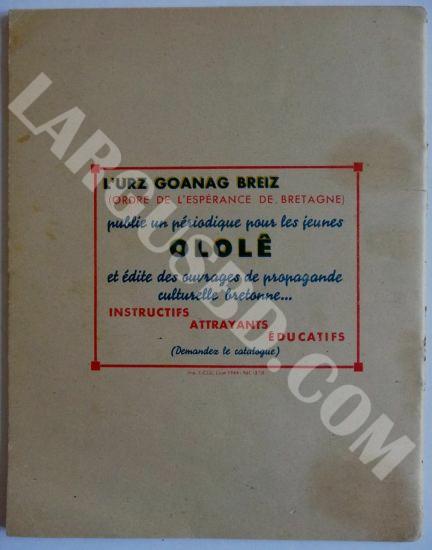 L'URZ GOANAG BREIZ
(ORDRE DE L'ESPÉRANCE DE BRETAGNE)
publie un périodique pour les jeunes
OLOLÊ
et édite des ouvrages de propagande
culturelle bretonne...
INSTRUCTIFS
ATTRAYANTS
ÉDUCATIFS
(Demandez le catalogue)
LARGUSBD.COM